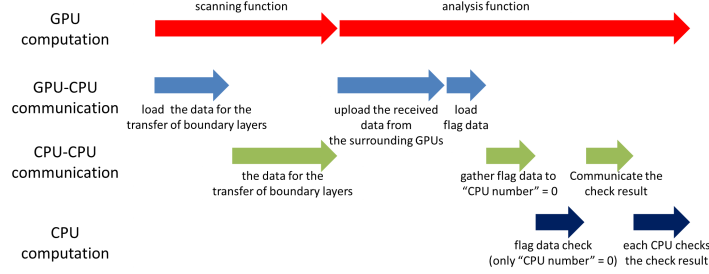 scanning function
analysis function
GPU
computation
GPU-CPU
communication
load  the data for the
transfer of boundary layers
upload the received
data from
the surrounding GPUs
load
flag data
CPU-CPU
communication
the data for the
transfer of boundary layers
gather flag data to
“CPU number” = 0
Communicate the
check result
CPU
computation
flag data check
(only “CPU number” = 0)
each CPU checks
the check result